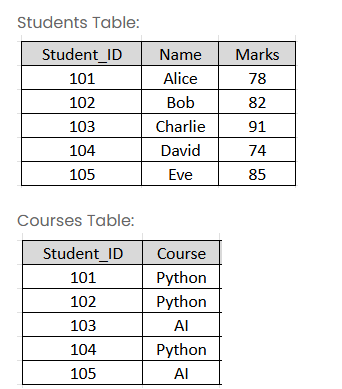 Students Table:
Student_ID Name Marks
101 Alice 78
102 Bob 82
103 Charlie 91
104 David 74
105 Eve 85
Courses Table:
Student_ID Course
101 Python
102 Python
103 AI
104 Python
105 AI